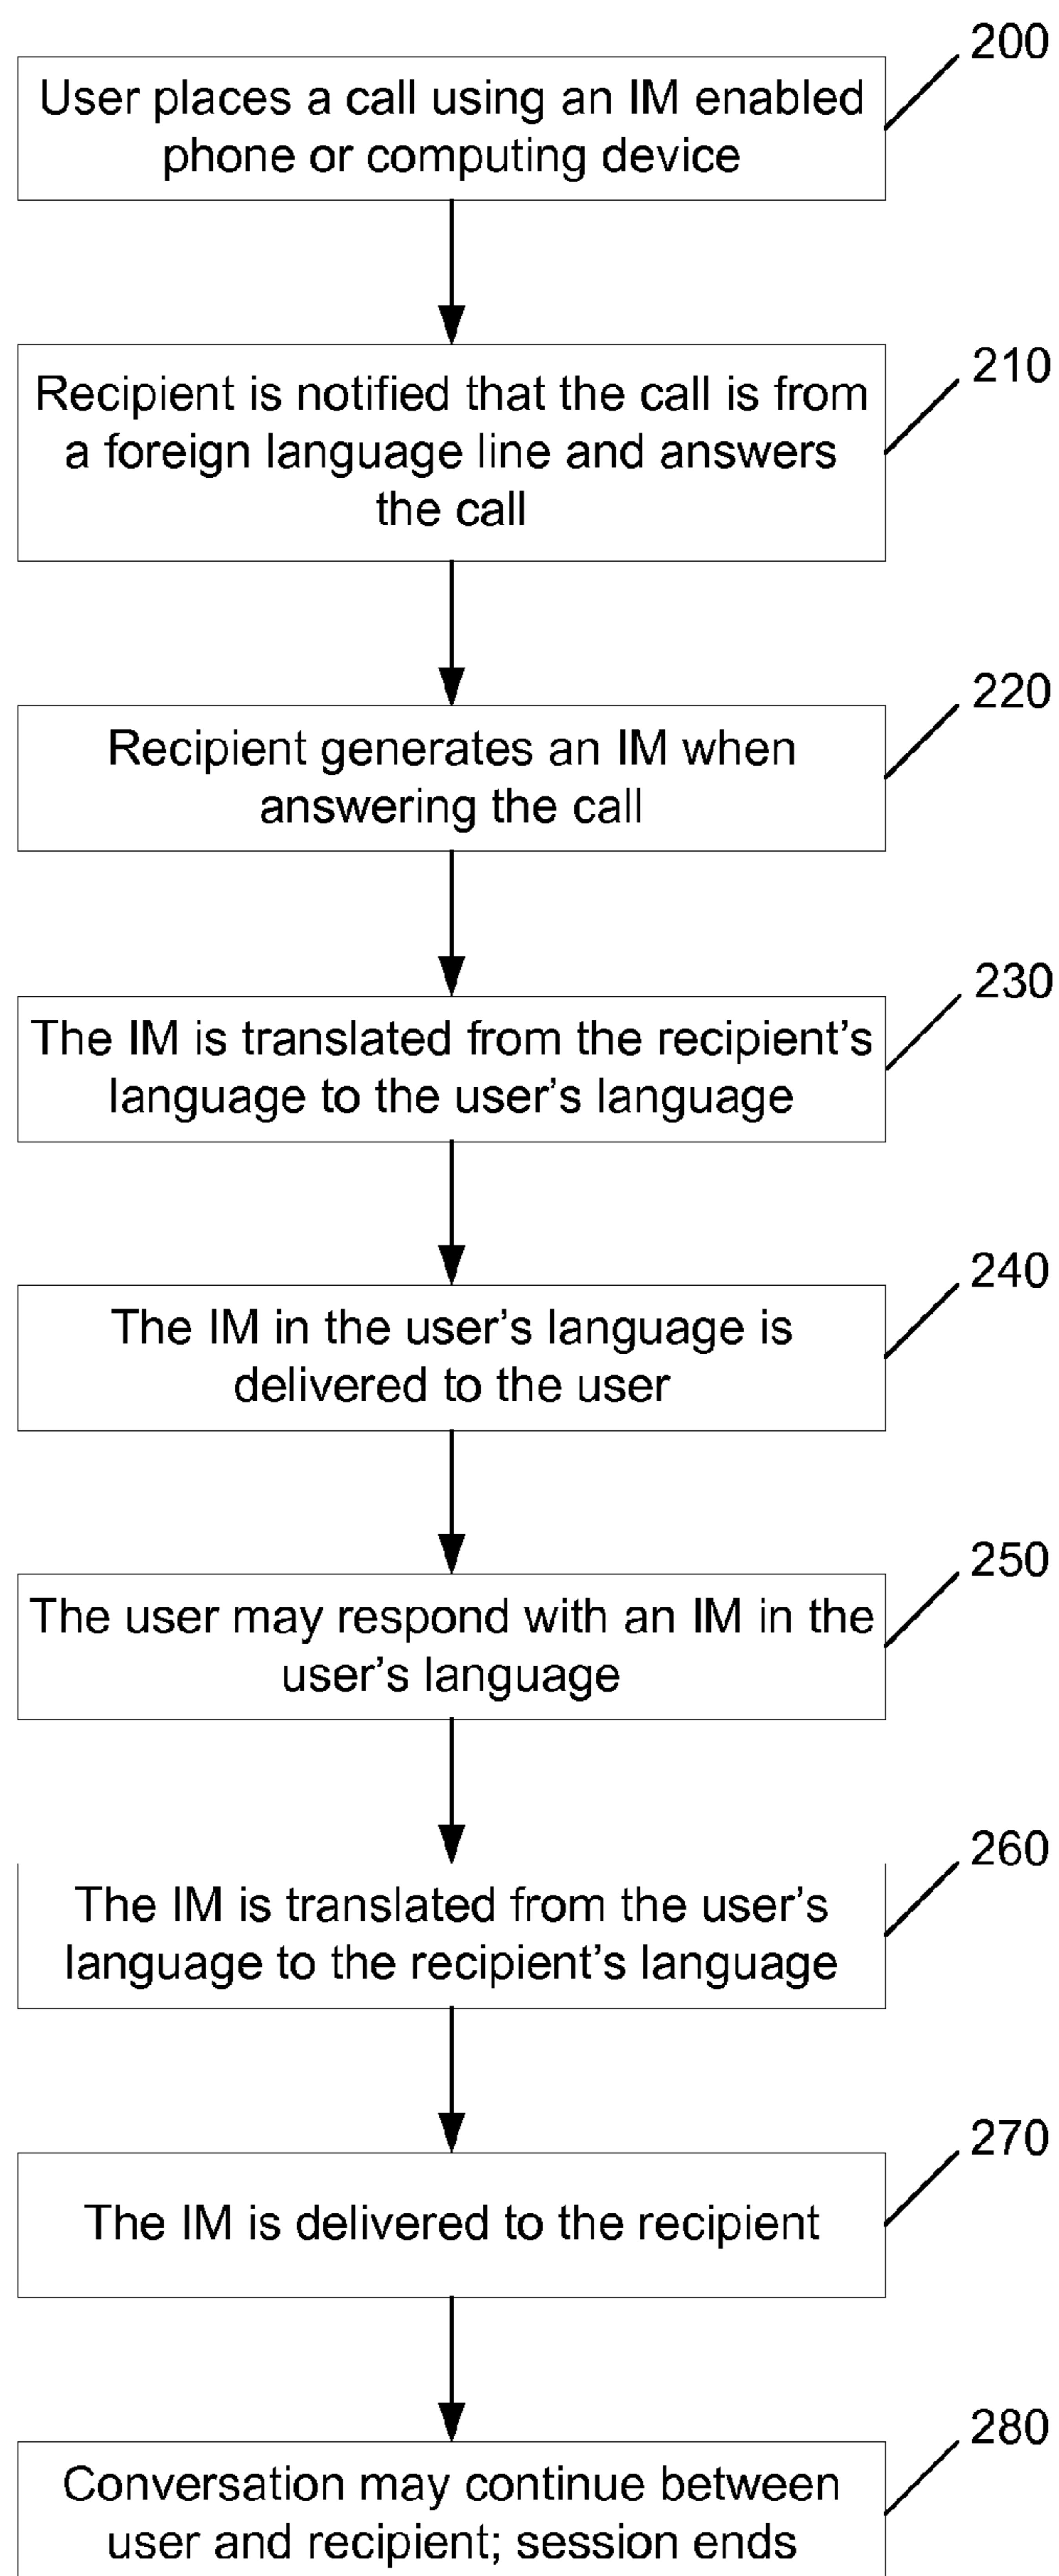 200
User places a call using an IM enabled
phone or computing device
210
Recipient is notified that the call is from
a foreign language line and answers
the call
220
Recipient generates an IM when
answering the call
230
The IM is translated from the recipient’s
language to the user’s language
240
The IM in the user’s language is
delivered to the user
250
The user may respond with an IM in the
user’s language
260
The IM is translated from the user’s
language to the recipient’s language
270
The IM is delivered to the recipient
280
Conversation may continue between
user and recipient; session ends